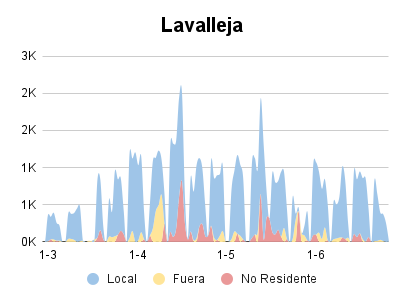 Lavalleja
3K
2K
2K
1K
1K
0K
1-3 1-4 1-5 1-6
Local Fuera No Residente